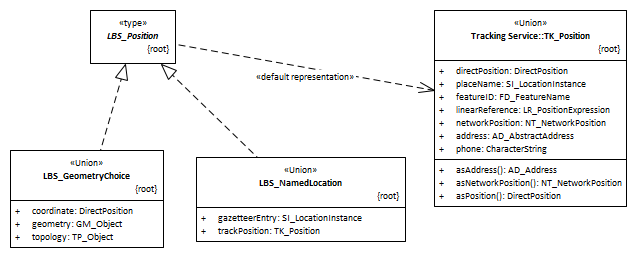 «type»
LBS_Position
{root}
«Union»
Tracking Service::TK_Position
{root}
+ directPosition: DirectPosition
+ placeName: SI_LocationInstance
+ featureID: FD_FeatureName
+ linearReference: LR_PositionExpression
+ networkPosition: NT_NetworkPosition
+ address: AD_AbstractAddress
+ phone: CharacterString
+ asAddress(): AD_Address
+ asNetworkPosition(): NT_NetworkPosition
+ asPosition(): DirectPosition
«default representation»
«Union»
LBS_GeometryChoice
{root}
+ coordinate: DirectPosition
+ geometry: GM_Object
+ topology: TP_Object
«Union»
LBS_NamedLocation
{root}
+ gazetteerEntry: SI_LocationInstance
+ trackPosition: TK_Position